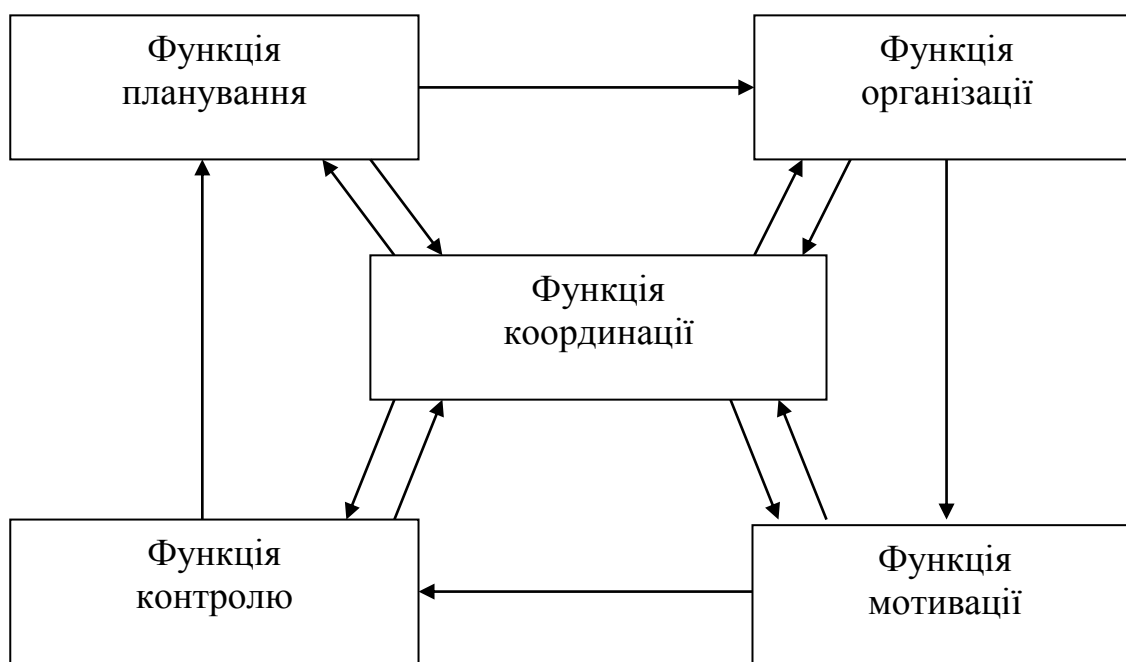 Функція
планування
Функція
організації
Функція
координації
Функція
контролю
Функція
мотивації